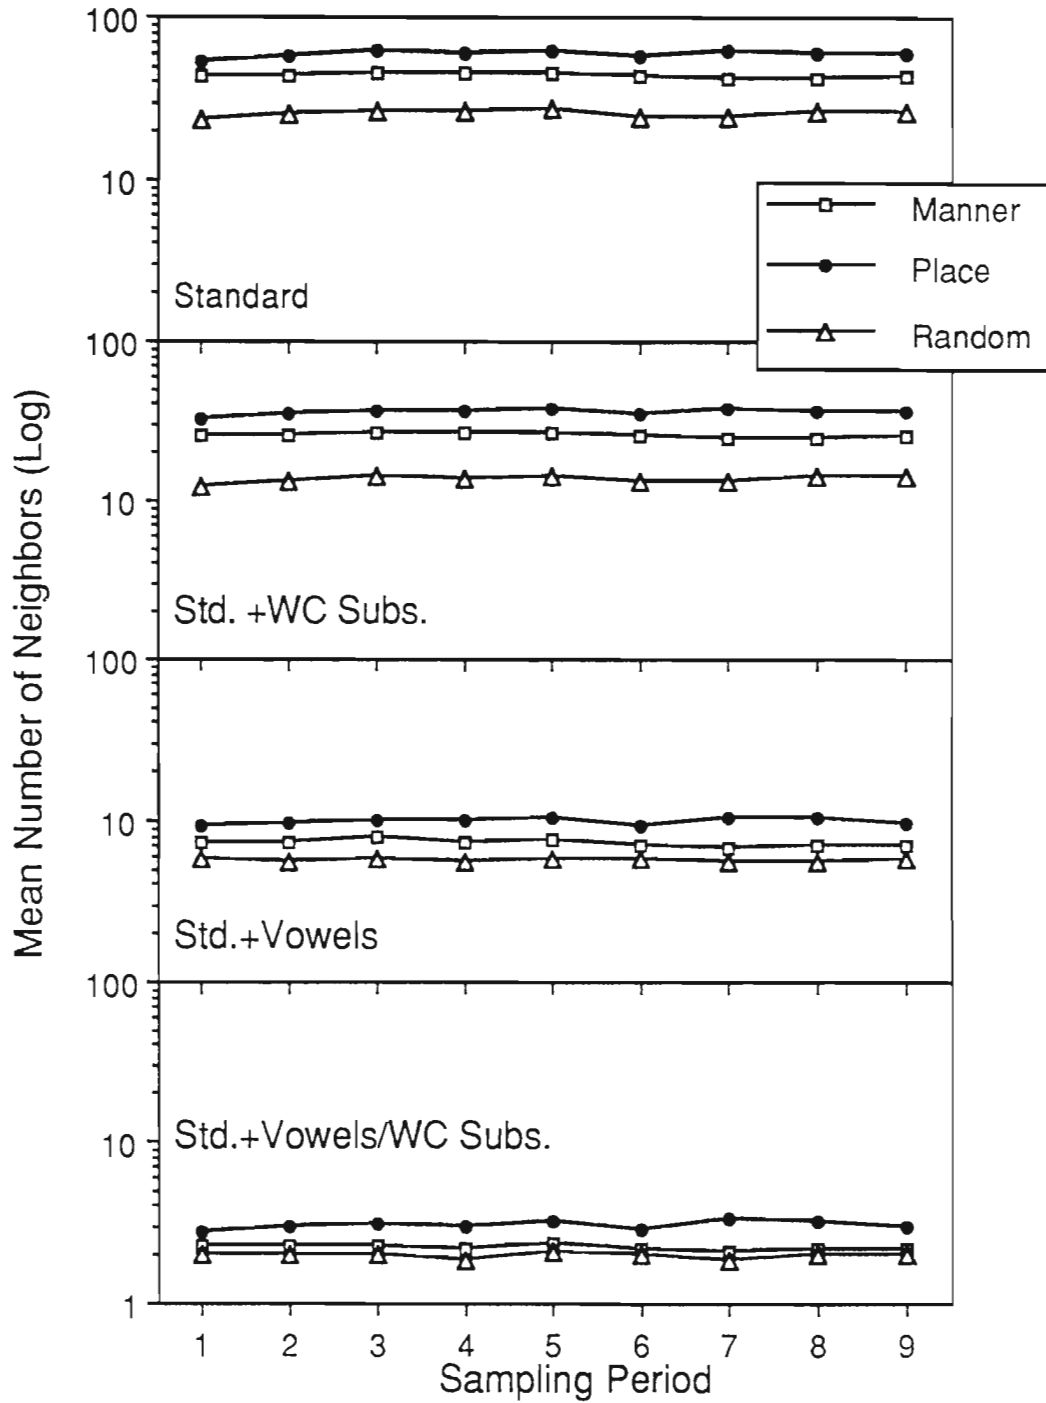 100
10
Standard
Manner
Place
Random
100
10
Std. +WC Subs.
100
10
Std.+Vowels
100
10
Std.+Vowels/WC Subs.
1
1 2 3 4 5 6 7 8 9
Sampling Period
Mean Number of Neighbors (Log)